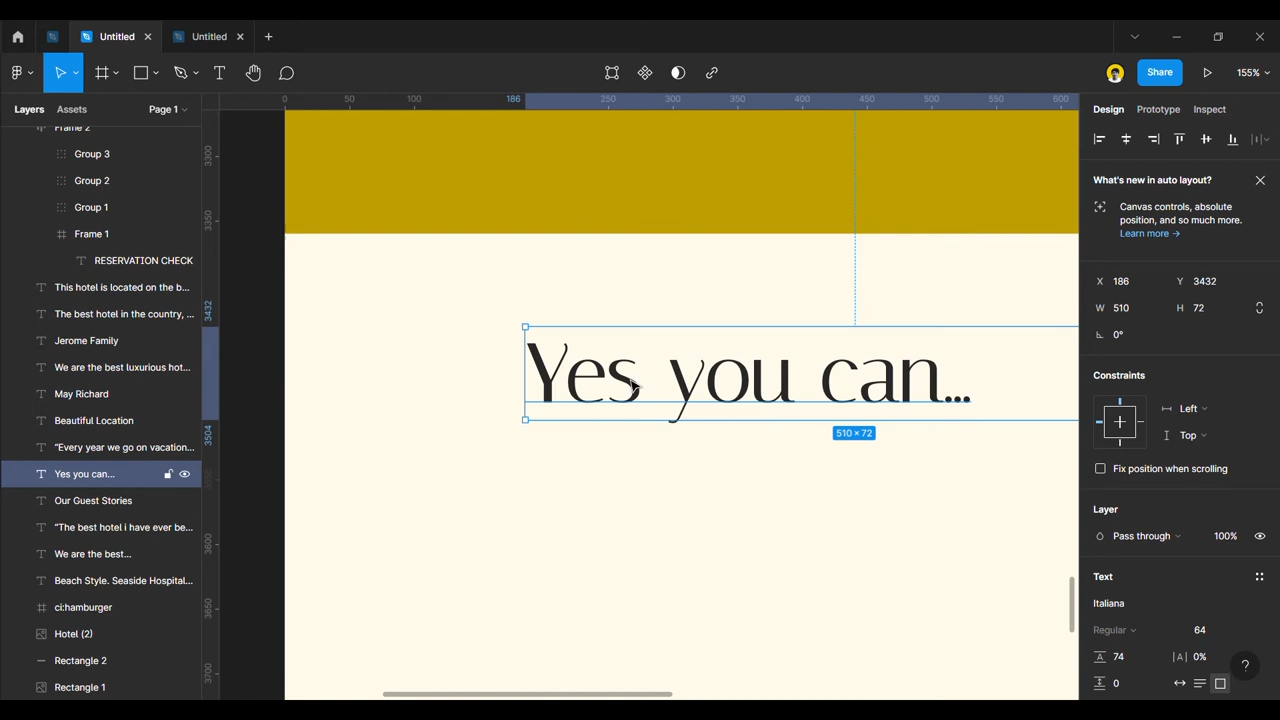 Untitled
Untitled
Share
155%
Layers
Assets
Page 1
Design
Prototype
Inspect
186
0
50
100
250
300
350
400
450
500
550
600
Frame 2
Group 3
Group 2
Group 1
Frame 1
RESERVATION CHECK
This hotel is located on the b...
The best hotel in the country, ...
Jerome Family
We are the best luxurious hot...
May Richard
Beautiful Location
“Every year we go on vacation...
Yes you can...
Our Guest Stories
“The best hotel i have ever be...
We are the best...
Beach Style. Seaside Hospital...
ci:hamburger
Hotel (2)
Rectangle 2
Rectangle 1
3300
3350
3432
3504
3600
3650
3700
Yes you can...
510 × 72
What's new in auto layout?
Canvas controls, absolute
position, and so much more.
Learn more →
X 186 Y 3432
W 510 H 72
0°
Constraints
Left
Top
Fix position when scrolling
Layer
Pass through 100%
Text
Italiana
Regular 64
A 74 |A| 0%
0
?